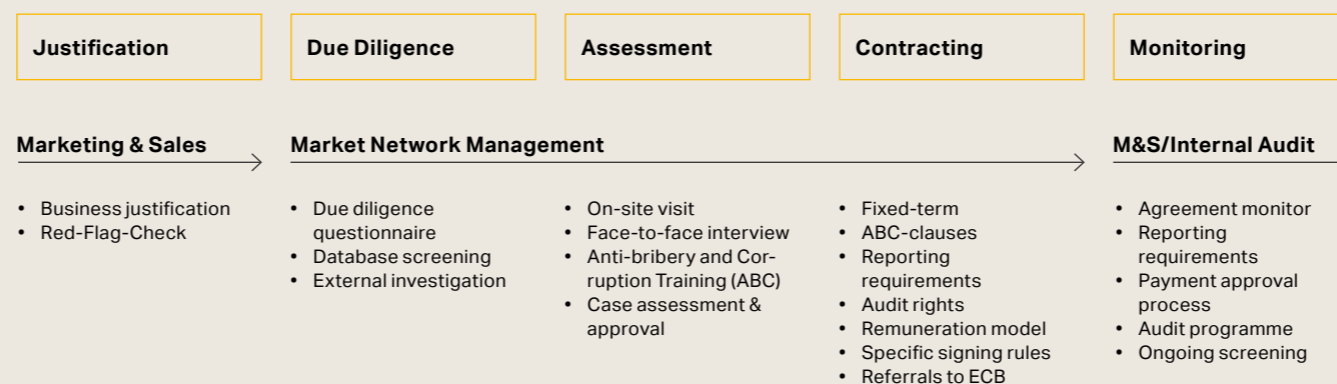 Justification
Due Diligence
Assessment
Contracting
Monitoring
Marketing & Sales
Market Network Management
M&S/Internal Audit
• Business justification
• Red-Flag-Check
• Due diligence
questionnaire
• Database screening
• External investigation
• On-site visit
• Face-to-face interview
• Anti-bribery and Cor-
ruption Training (ABC)
• Case assessment &
approval
• Fixed-term
• ABC-clauses
• Reporting
requirements
• Audit rights
• Remuneration model
• Specific signing rules
• Referrals to ECB
• Agreement monitor
• Reporting
requirements
• Payment approval
process
• Audit programme
• Ongoing screening